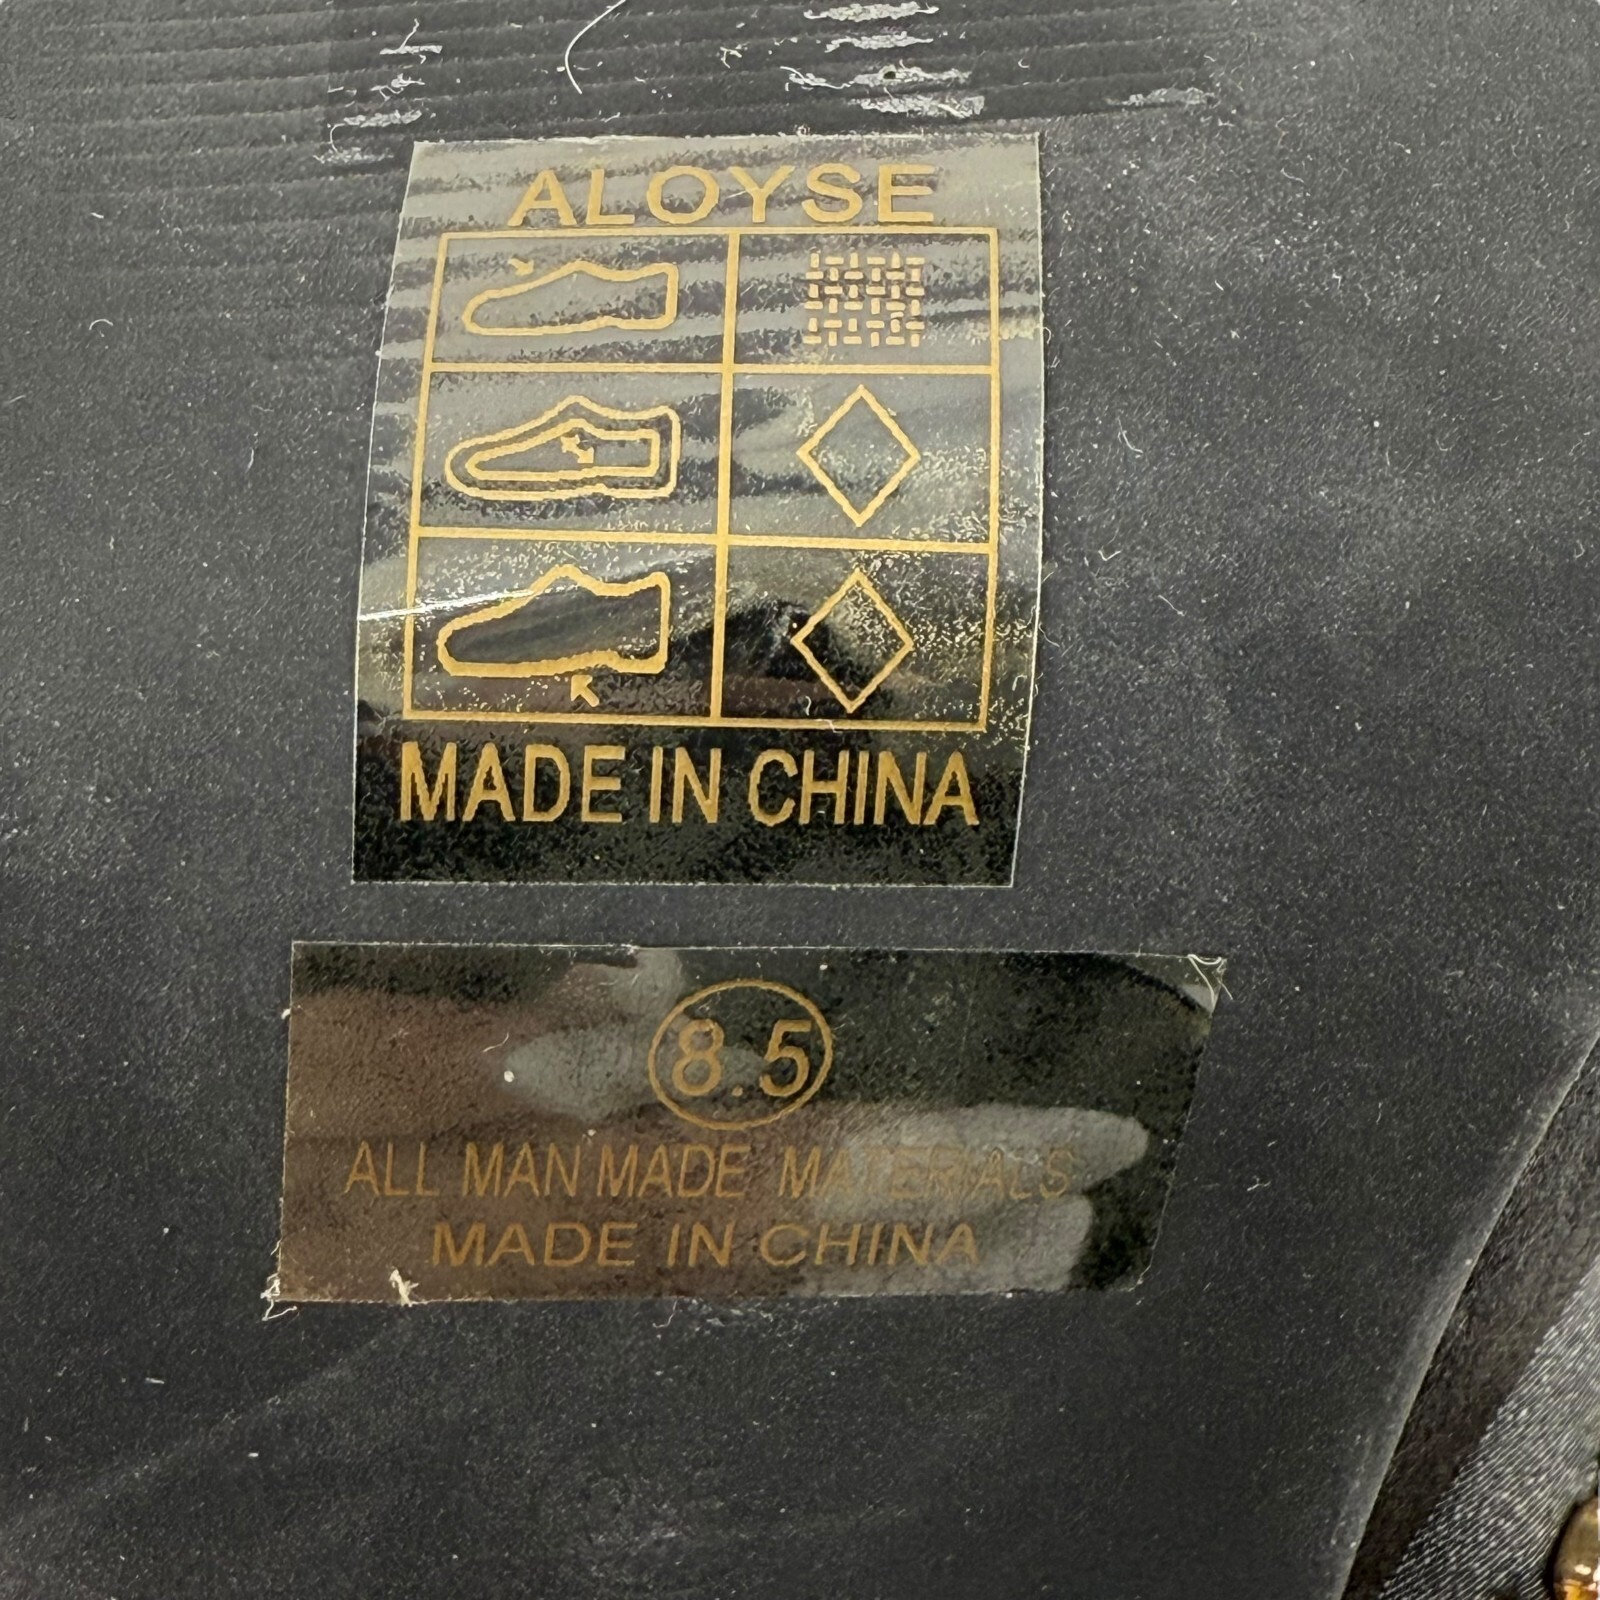 ALOYSE
MADE IN CHINA
8.5
ALL MAN MADE MATERIALS
MADE IN CHINA